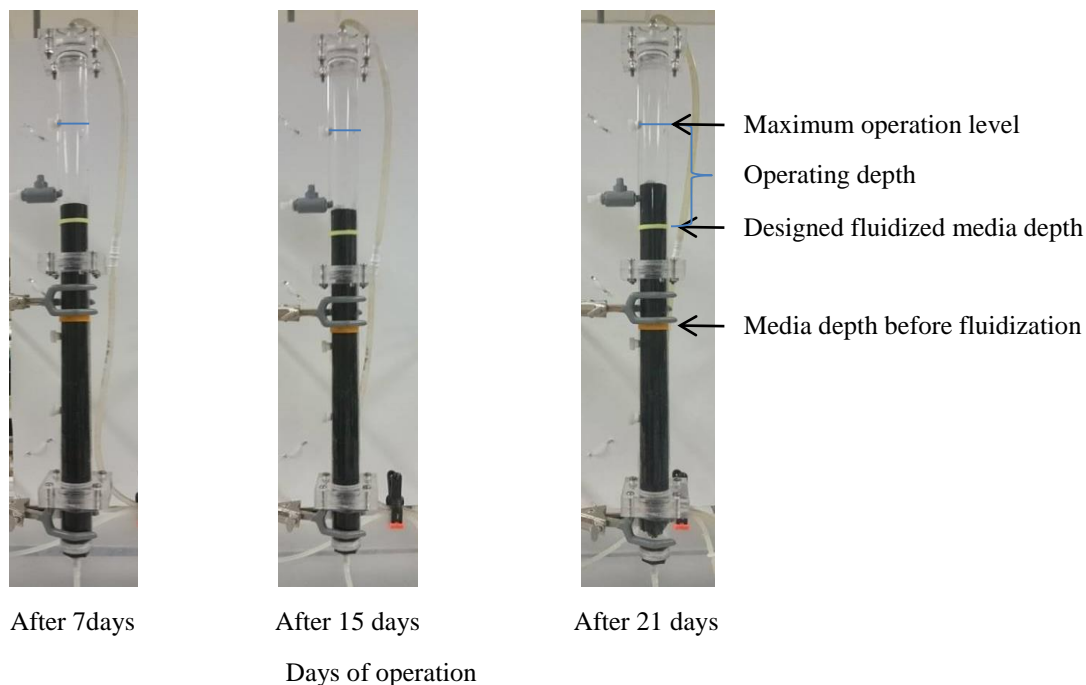 Maximum operation level
Operating depth
Designed fluidized media depth
Media depth before fluidization
After 7days
After 15 days
After 21 days
Days of operation